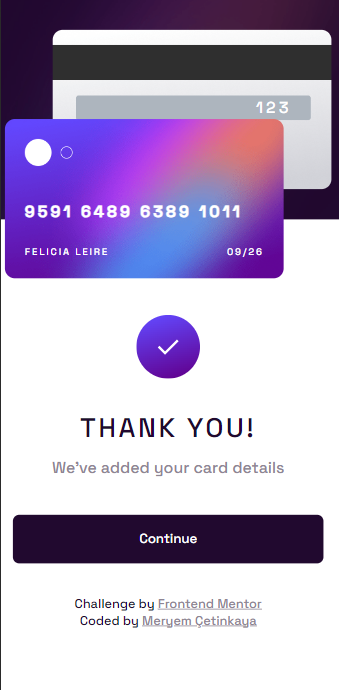 123
9591 6489 6389 1011
FELICIA LEIRE 09/26
THANK YOU!
We've added your card details
Continue
Challenge by Frontend Mentor
Coded by Meryem Çetinkaya